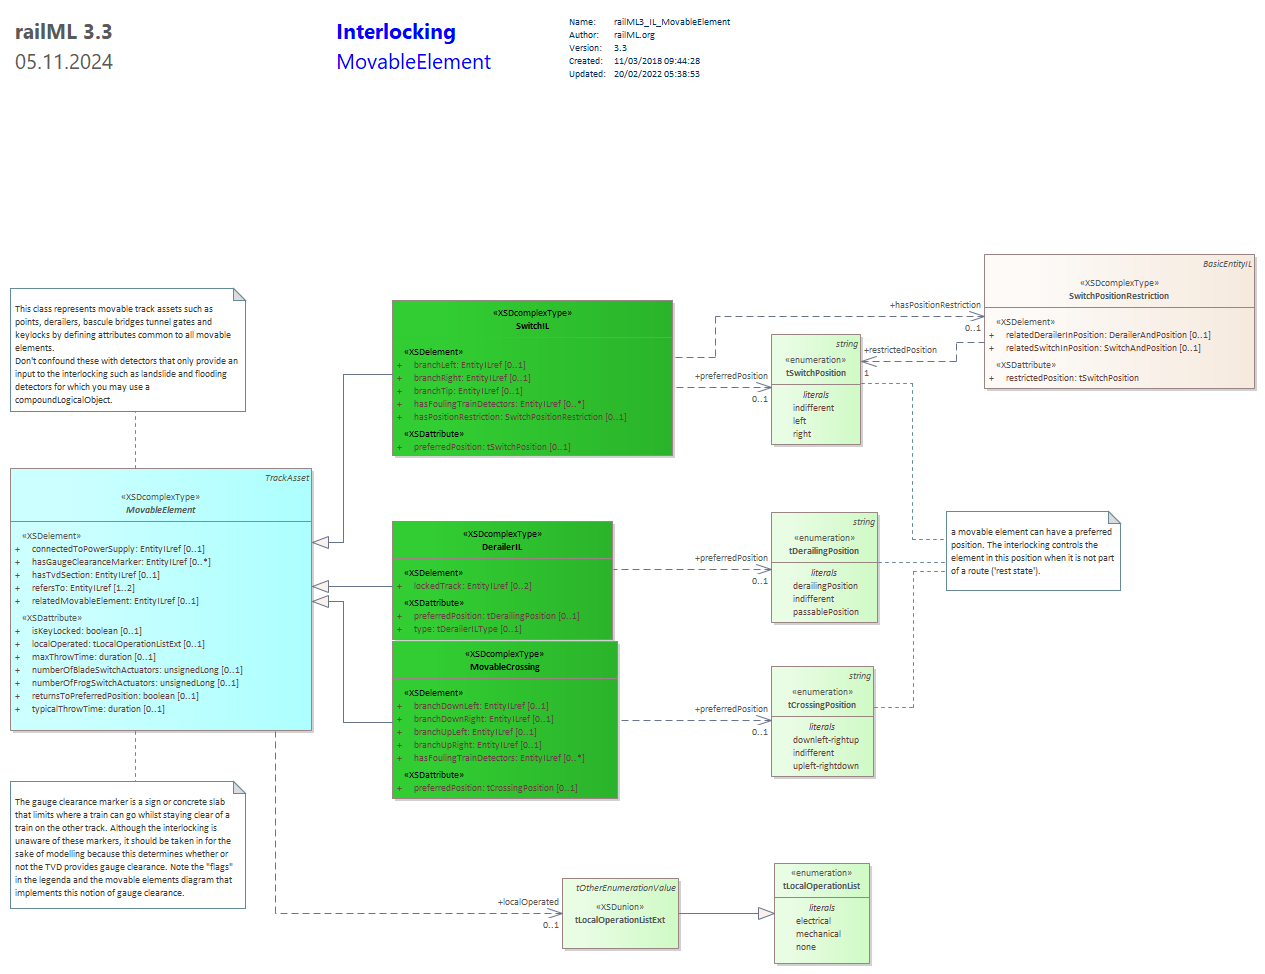 railML 3.3
05.11.2024
Interlocking
MovableElement
Name: railML3_IL_MovableElement
Author: railML.org
Version: 3.3
Created: 11/03/2018 09:44:28
Updated: 20/02/2022 05:38:53
This class represents movable track assets such as
points, derailers, bascule bridges tunnel gates and
keylocks by defining attributes common to all movable
elements.
Don't confound these with detectors that only provide an
input to the interlocking such as landslide and flooding
detectors for which you may use a
compoundLogicalObject.
TrackAsset
«XSDcomplexType»
MovableElement
«XSDelement»
+ connectedToPowerSupply: EntityILref [0..1]
+ hasGaugeClearanceMarker: EntityILref [0..*]
+ hasTvdSection: EntityILref [0..1]
+ refersTo: EntityILref [1..2]
+ relatedMovableElement: EntityILref [0..1]
«XSDattribute»
+ isKeyLocked: boolean [0..1]
+ localOperated: tLocalOperationListExt [0..1]
+ maxThrowTime: duration [0..1]
+ numberOfBladeSwitchActuators: unsignedLong [0..1]
+ numberOfFrogSwitchActuators: unsignedLong [0..1]
+ returnsToPreferredPosition: boolean [0..1]
+ typicalThrowTime: duration [0..1]
The gauge clearance marker is a sign or concrete slab
that limits where a train can go whilst staying clear of a
train on the other track. Although the interlocking is
unaware of these markers, it should be taken in for the
sake of modelling because this determines whether or
not the TVD provides gauge clearance. Note the "flags"
in the legenda and the movable elements diagram that
implements this notion of gauge clearance.
«XSDcomplexType»
SwitchIL
«XSDelement»
+ branchLeft: EntityILref [0..1]
+ branchRight: EntityILref [0..1]
+ branchTip: EntityILref [0..1]
+ hasFoulingTrainDetectors: EntityILref [0..*]
+ hasPositionRestriction: SwitchPositionRestriction [0..1]
«XSDattribute»
+ preferredPosition: tSwitchPosition [0..1]
«XSDcomplexType»
DerailerIL
«XSDelement»
+ lockedTrack: EntityILref [0..2]
«XSDattribute»
+ preferredPosition: tDerailingPosition [0..1]
+ type: tDerailerILType [0..1]
«XSDcomplexType»
MovableCrossing
«XSDelement»
+ branchDownLeft: EntityILref [0..1]
+ branchDownRight: EntityILref [0..1]
+ branchUpLeft: EntityILref [0..1]
+ branchUpRight: EntityILref [0..1]
+ hasFoulingTrainDetectors: EntityILref [0..*]
«XSDattribute»
+ preferredPosition: tCrossingPosition [0..1]
+hasPositionRestriction
0..1
+preferredPosition
0..1
+restrictedPosition
1
string
«enumeration»
tSwitchPosition
literals
indifferent
left
right
BasicEntityIL
«XSDcomplexType»
SwitchPositionRestriction
«XSDelement»
+ relatedDerailerInPosition: DerailerAndPosition [0..1]
+ relatedSwitchInPosition: SwitchAndPosition [0..1]
«XSDattribute»
+ restrictedPosition: tSwitchPosition
+preferredPosition
0..1
string
«enumeration»
tDerailingPosition
literals
derailingPosition
indifferent
passablePosition
a movable element can have a preferred
position. The interlocking controls the
element in this position when it is not part
of a route ('rest state').
+preferredPosition
0..1
string
«enumeration»
tCrossingPosition
literals
downleft-rightup
indifferent
upleft-rightdown
+localOperated
0..1
tOtherEnumerationValue
«XSDunion»
tLocalOperationListExt
«enumeration»
tLocalOperationList
literals
electrical
mechanical
none